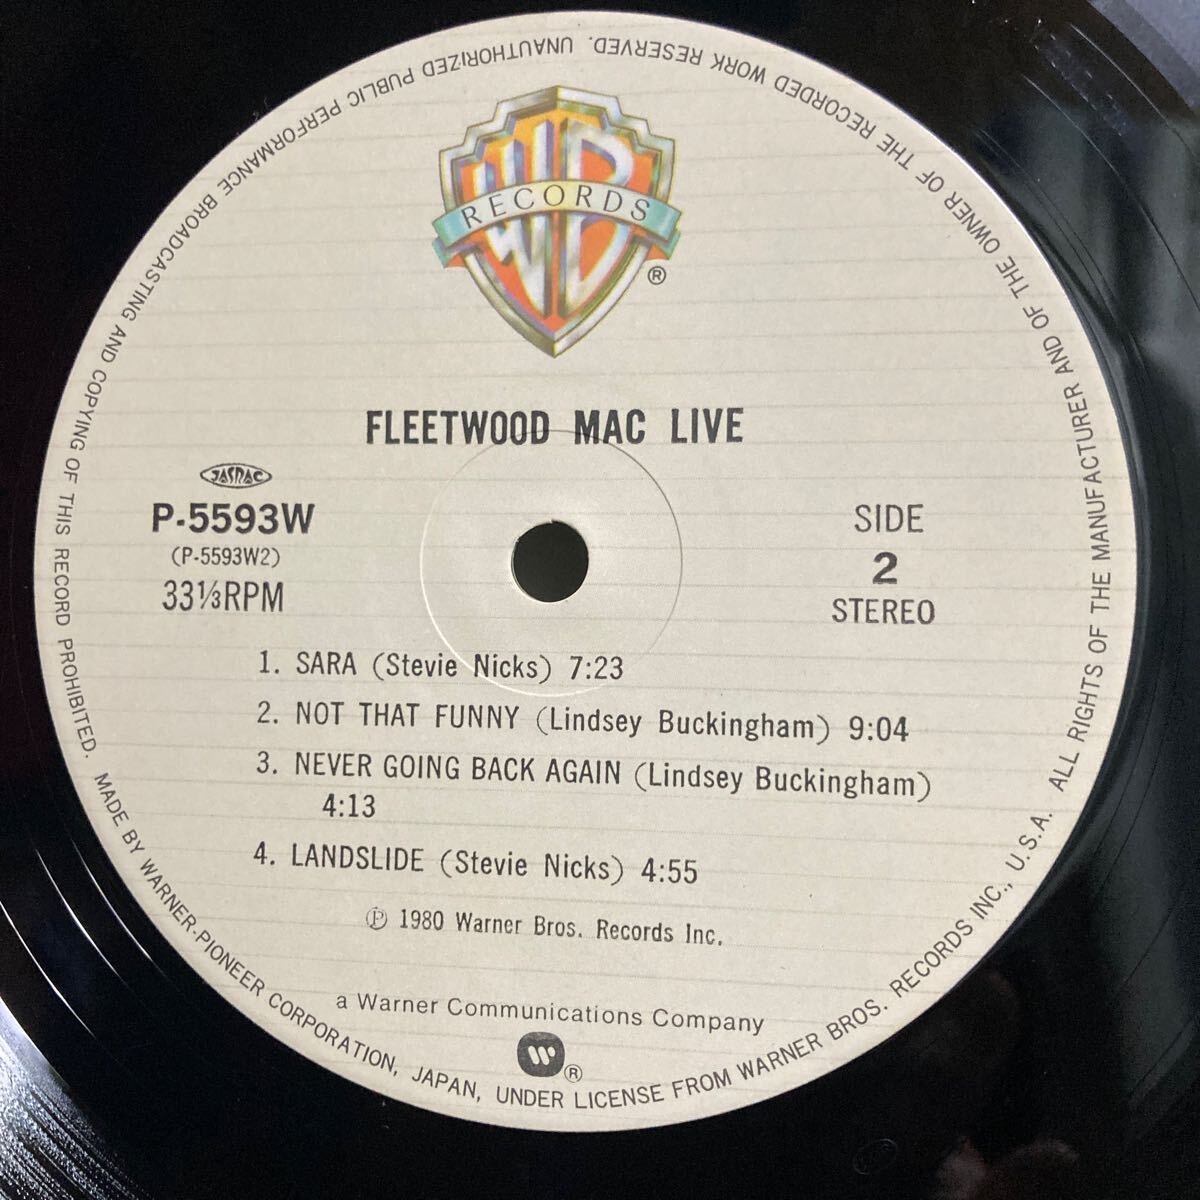 WB
RECORDS
®
FLEETWOOD MAC LIVE
JASRAC
P-5593W
(P-5593W2)
33⅓RPM
SIDE
2
STEREO
1. SARA (Stevie Nicks) 7:23
2. NOT THAT FUNNY (Lindsey Buckingham) 9:04
3. NEVER GOING BACK AGAIN (Lindsey Buckingham)
4:13
4. LANDSLIDE (Stevie Nicks) 4:55
℗ 1980 Warner Bros. Records Inc.
a Warner Communications Company
W
®
MADE BY WARNER-PIONEER CORPORATION, JAPAN, UNDER LICENSE FROM WARNER BROS. RECORDS INC., U.S.A. ALL RIGHTS OF THE MANUFACTURER AND OF THE OWNER OF THE RECORDED WORK RESERVED. UNAUTHORIZED PUBLIC PERFORMANCE BROADCASTING AND COPYING OF THIS RECORD PROHIBITED.